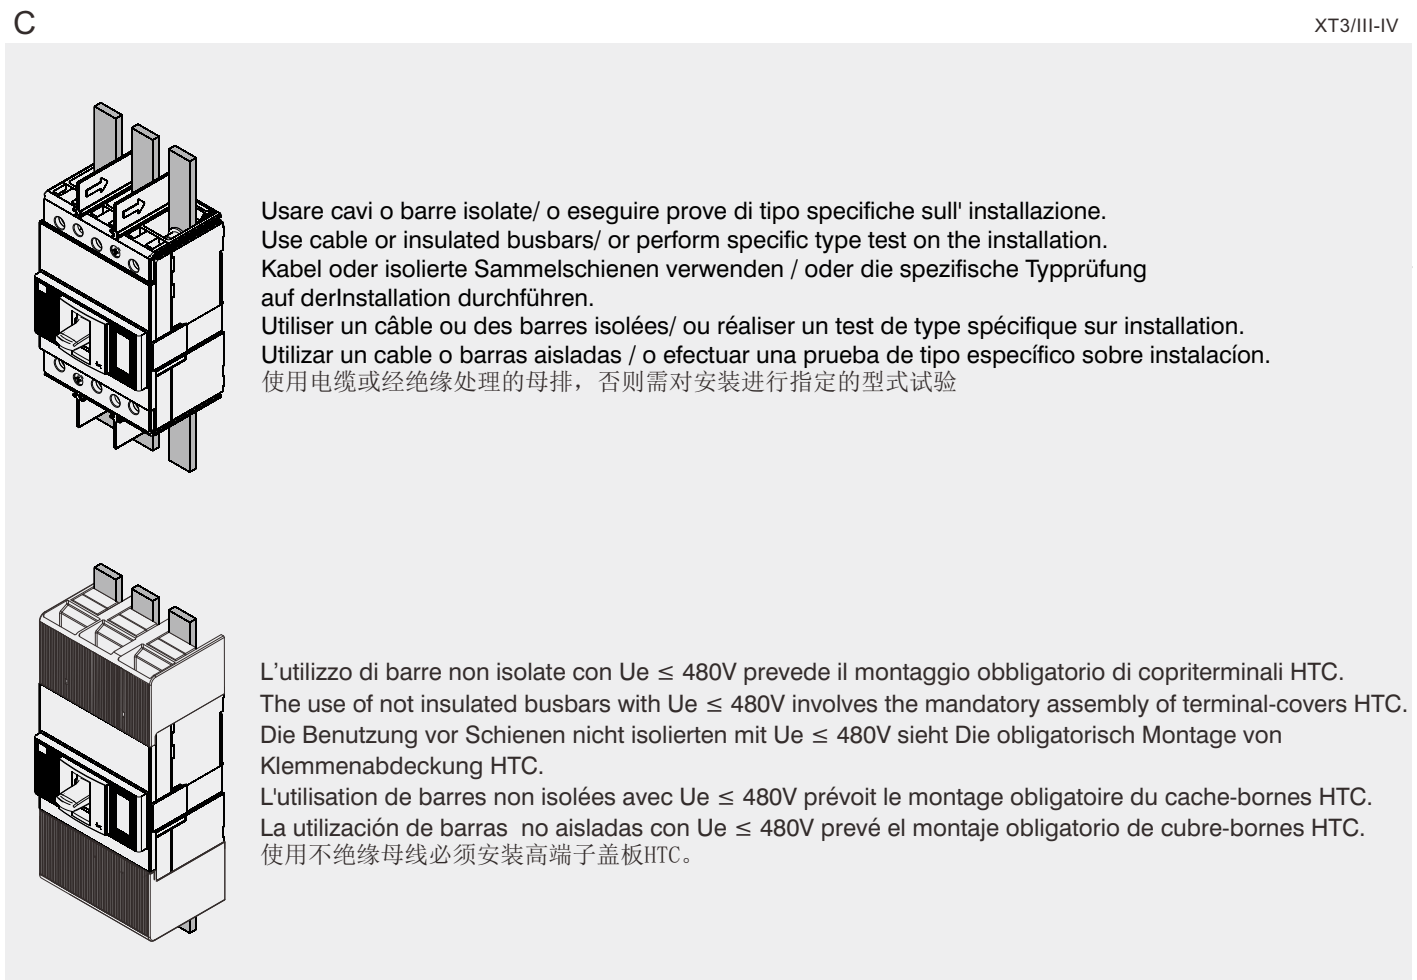 C
XT3/III-IV
Usare cavi o barre isolate/ o eseguire prove di tipo specifiche sull' installazione.
Use cable or insulated busbars/ or perform specific type test on the installation.
Kabel oder isolierte Sammelschienen verwenden / oder die spezifische Typprüfung
auf derInstallation durchführen.
Utiliser un câble ou des barres isolées/ ou réaliser un test de type spécifique sur installation.
Utilizar un cable o barras aisladas / o efectuar una prueba de tipo específico sobre instalacíon.
使用电缆或经绝缘处理的母排，否则需对安装进行指定的型式试验
L’utilizzo di barre non isolate con Ue ≤ 480V prevede il montaggio obbligatorio di copriterminali HTC.
The use of not insulated busbars with Ue ≤ 480V involves the mandatory assembly of terminal-covers HTC.
Die Benutzung vor Schienen nicht isolierten mit Ue ≤ 480V sieht Die obligatorisch Montage von
Klemmenabdeckung HTC.
L'utilisation de barres non isolées avec Ue ≤ 480V prévoit le montage obligatoire du cache-bornes HTC.
La utilización de barras  no aisladas con Ue ≤ 480V prevé el montaje obligatorio de cubre-bornes HTC.
使用不绝缘母线必须安装高端子盖板HTC。